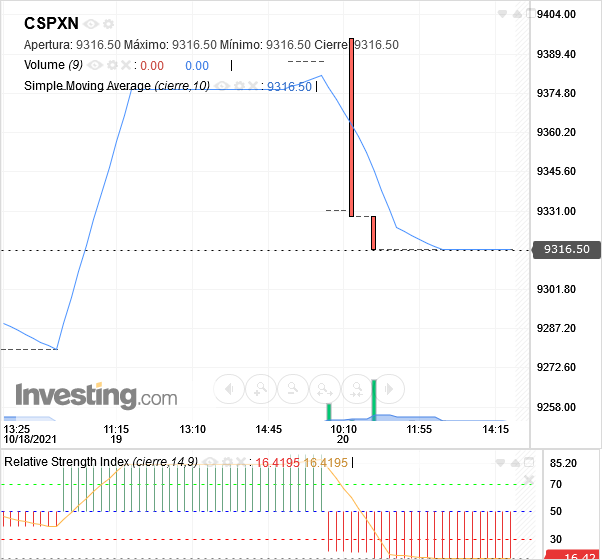 CSPXN
Apertura: 9316.50 Máximo: 9316.50 Mínimo: 9316.50 Cierre: 9316.50
Volume (9) : 0.00 0.00 |
Simple Moving Average (cierre,10) : 9316.50 |
9404.00
9389.40
9374.80
9360.20
9345.60
9331.00
9316.50
9301.80
9287.20
9272.60
9258.00
Investing.com
13:25 11:15 13:10 14:45 10:10 11:55 14:15
10/18/2021 19 20
Relative Strength Index (cierre,14,9) : 16.4195 16.4195 |
85.20
70
50
30
16.42